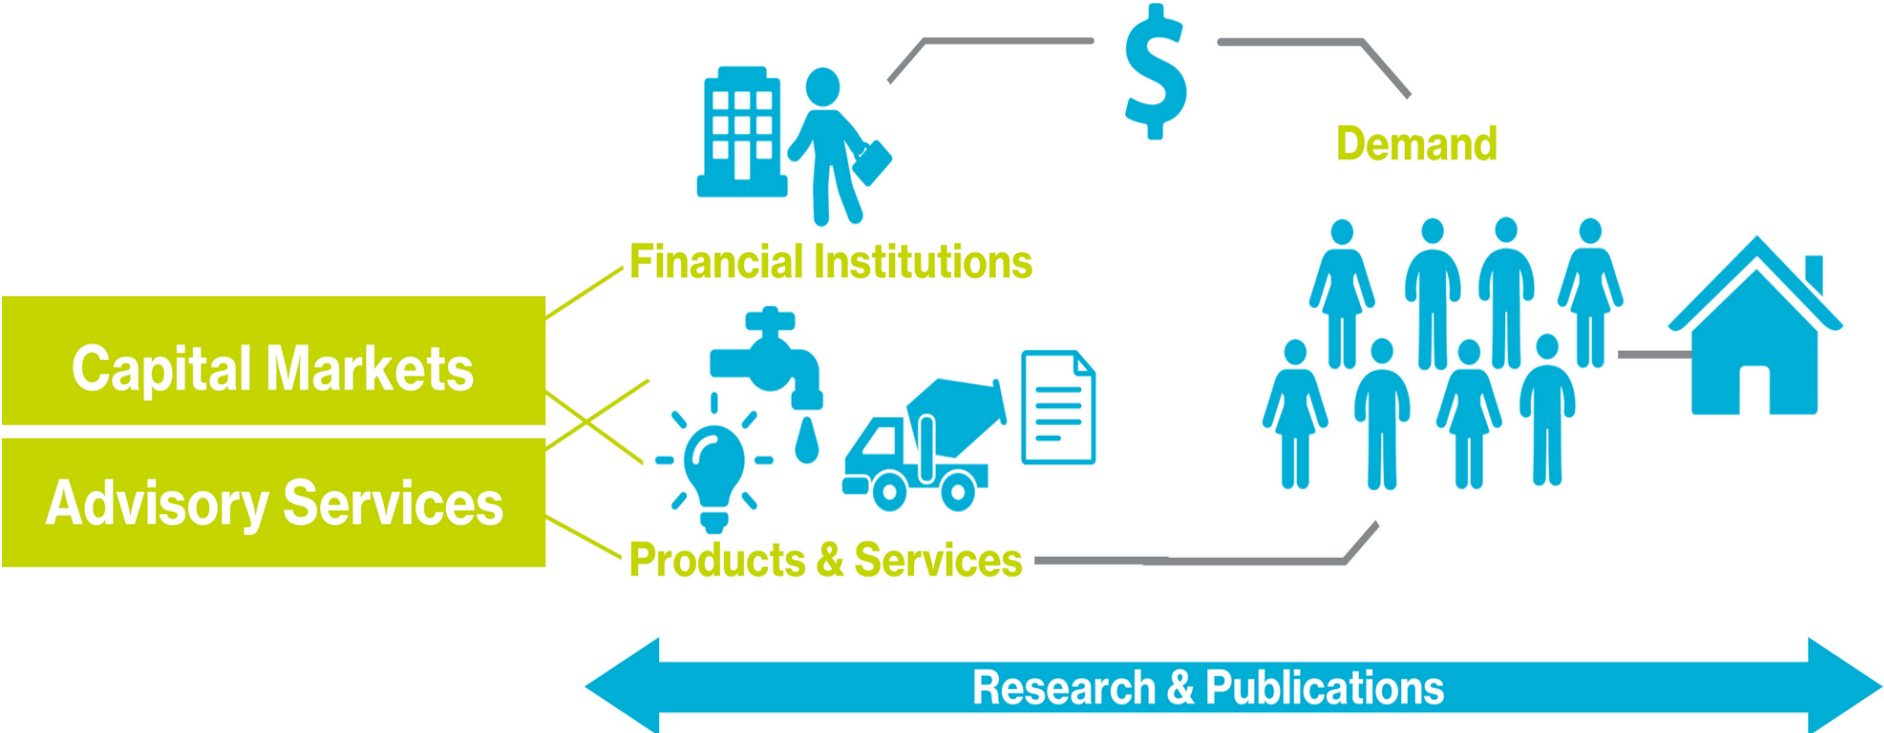 $
Demand
Financial Institutions
Capital Markets
Advisory Services
Products & Services
Research & Publications